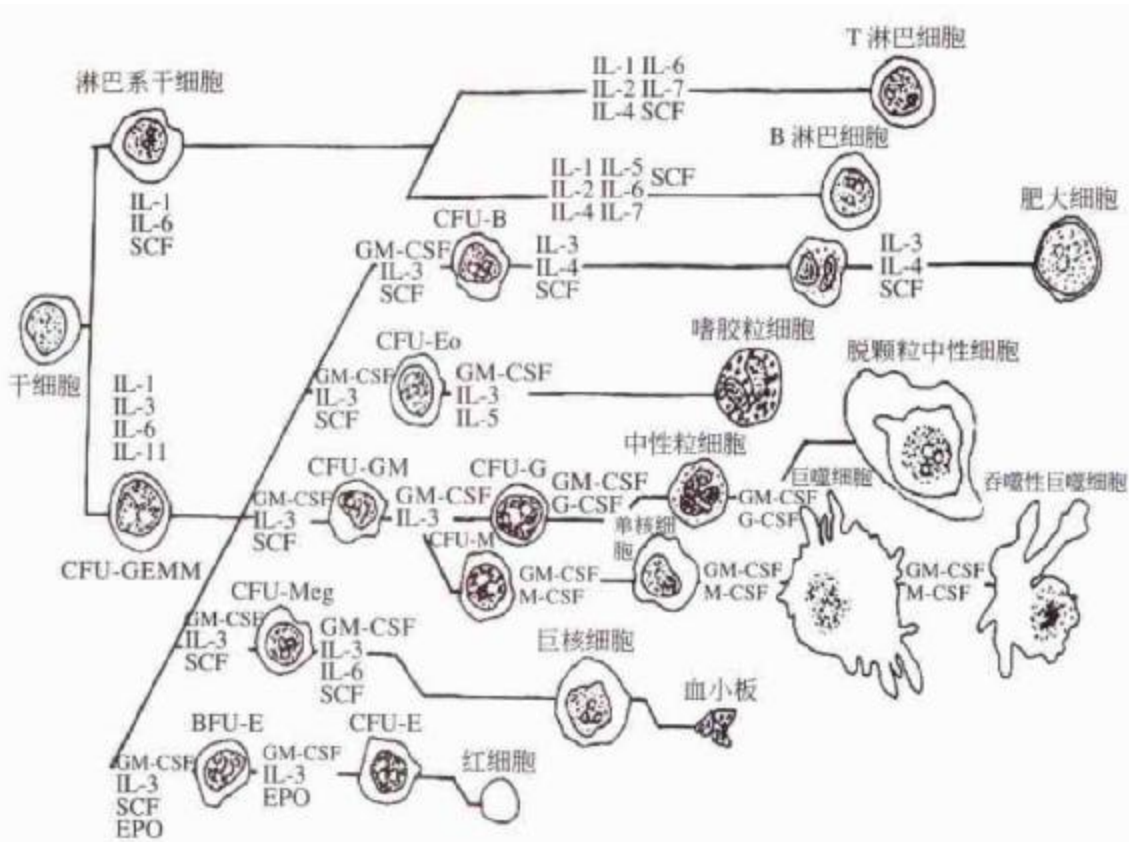 T 淋巴细胞
淋巴系干细胞
IL-1 IL-6
IL-2 IL-7
IL-4 SCF
B 淋巴细胞
IL-1 IL-5 SCF
IL-2 IL-6
IL-4 IL-7
IL-1
IL-6
SCF
肥大细胞
CFU-B
GM-CSF
IL-3
SCF
IL-3
IL-4
SCF
IL-3
IL-4
SCF
干细胞
嗜胶粒细胞
CFU-Eo
GM-CSF
IL-3
SCF
GM-CSF
IL-3
IL-5
脱颗粒中性细胞
IL-1
IL-3
IL-6
IL-11
CFU-GEMM
中性粒细胞
CFU-GM
CFU-G
GM-CSF
IL-3
SCF
GM-CSF
IL-3
GM-CSF
G-CSF
GM-CSF
G-CSF
巨噬细胞
吞噬性巨噬细胞
CFU-M
单核细
胞
GM-CSF
M-CSF
GM-CSF
M-CSF
GM-CSF
M-CSF
CFU-Meg
GM-CSF
IL-3
SCF
GM-CSF
IL-3
IL-6
SCF
巨核细胞
血小板
BFU-E
CFU-E
GM-CSF
IL-3
SCF
EPO
GM-CSF
IL-3
EPO
红细胞